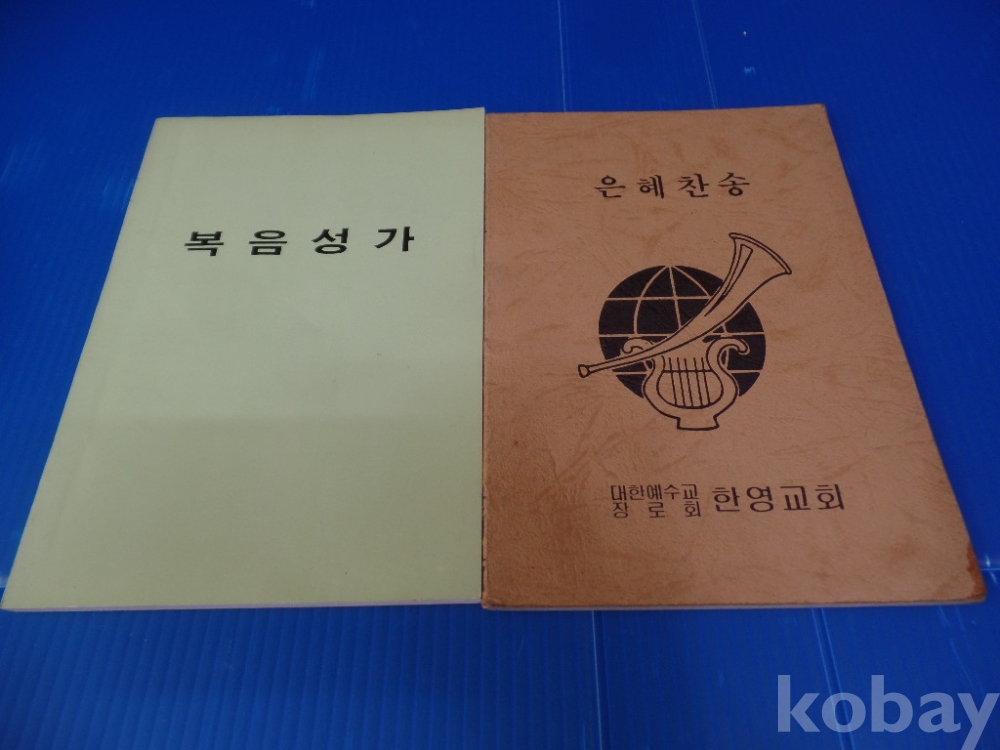 복음성가
은혜찬송
대한예수교
장로회
한영교회
kobay